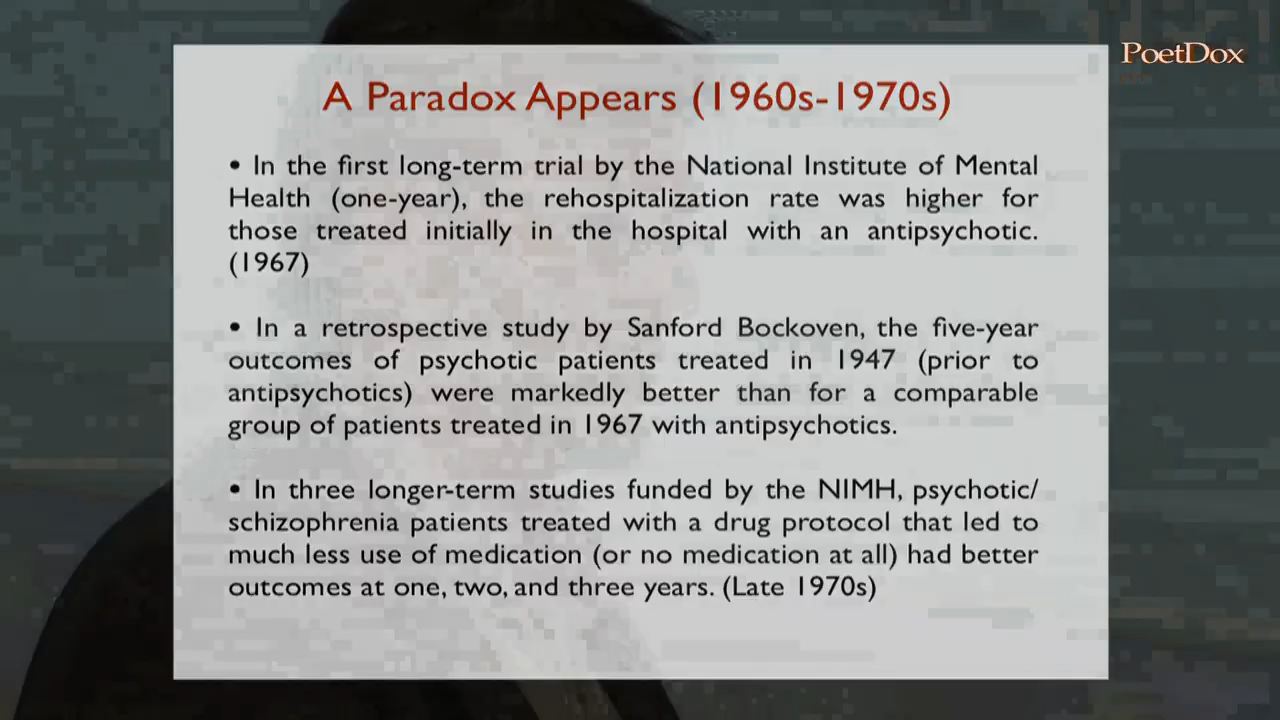 PoetDox
A Paradox Appears (1960s-1970s)
• In the first long-term trial by the National Institute of Mental
Health (one-year), the rehospitalization rate was higher for
those treated initially in the hospital with an antipsychotic.
(1967)
• In a retrospective study by Sanford Bockoven, the five-year
outcomes of psychotic patients treated in 1947 (prior to
antipsychotics) were markedly better than for a comparable
group of patients treated in 1967 with antipsychotics.
• In three longer-term studies funded by the NIMH, psychotic/
schizophrenia patients treated with a drug protocol that led to
much less use of medication (or no medication at all) had better
outcomes at one, two, and three years. (Late 1970s)